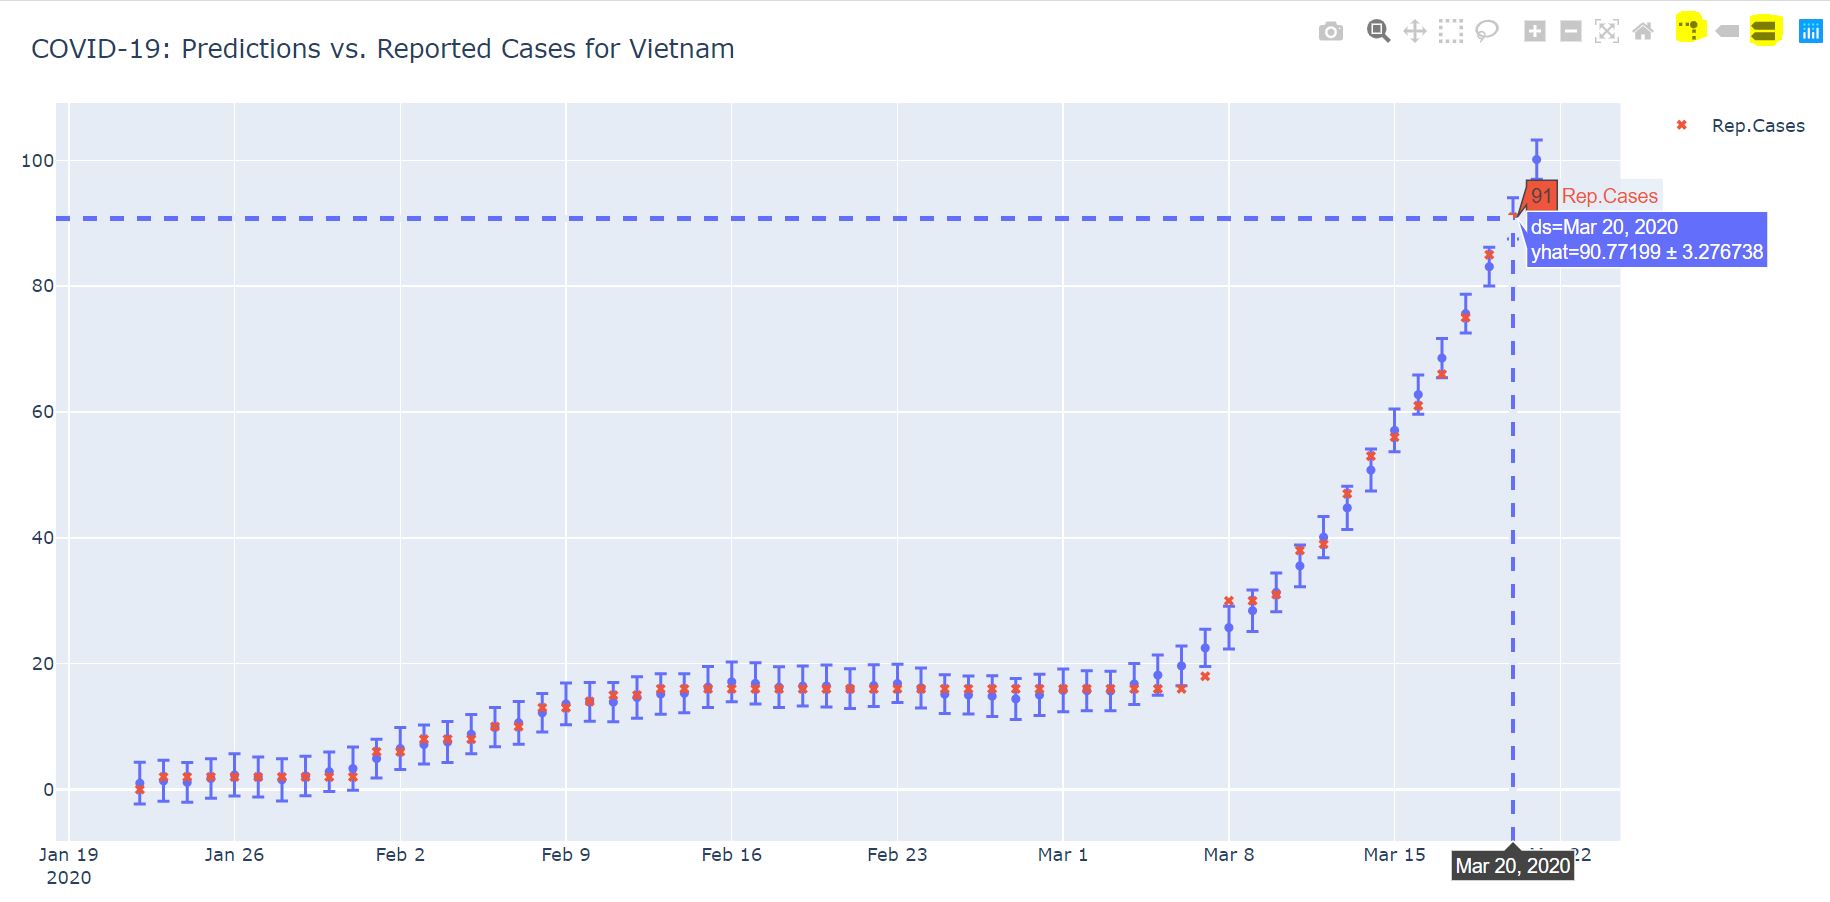 COVID-19: Predictions vs. Reported Cases for Vietnam
Rep.Cases
100
80
60
40
20
0
91 Rep.Cases
ds=Mar 20, 2020
yhat=90.77199 ± 3.276738
Jan 19
2020
Jan 26
Feb 2
Feb 9
Feb 16
Feb 23
Mar 1
Mar 8
Mar 15
22
Mar 20, 2020